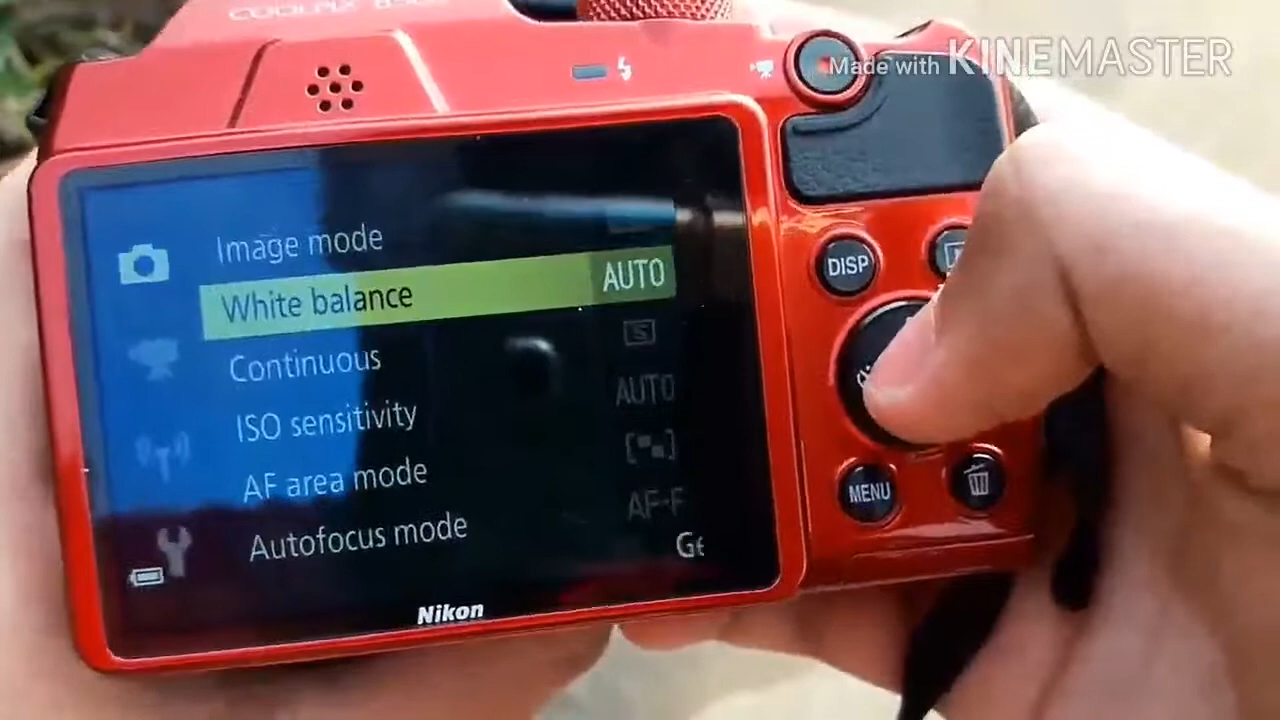 COOLPIX
Made with KINEMASTER
DISP
Image mode
White balance AUTO
Continuous S
ISO sensitivity AUTO
AF area mode
Autofocus mode AF-F
MENU
Nikon